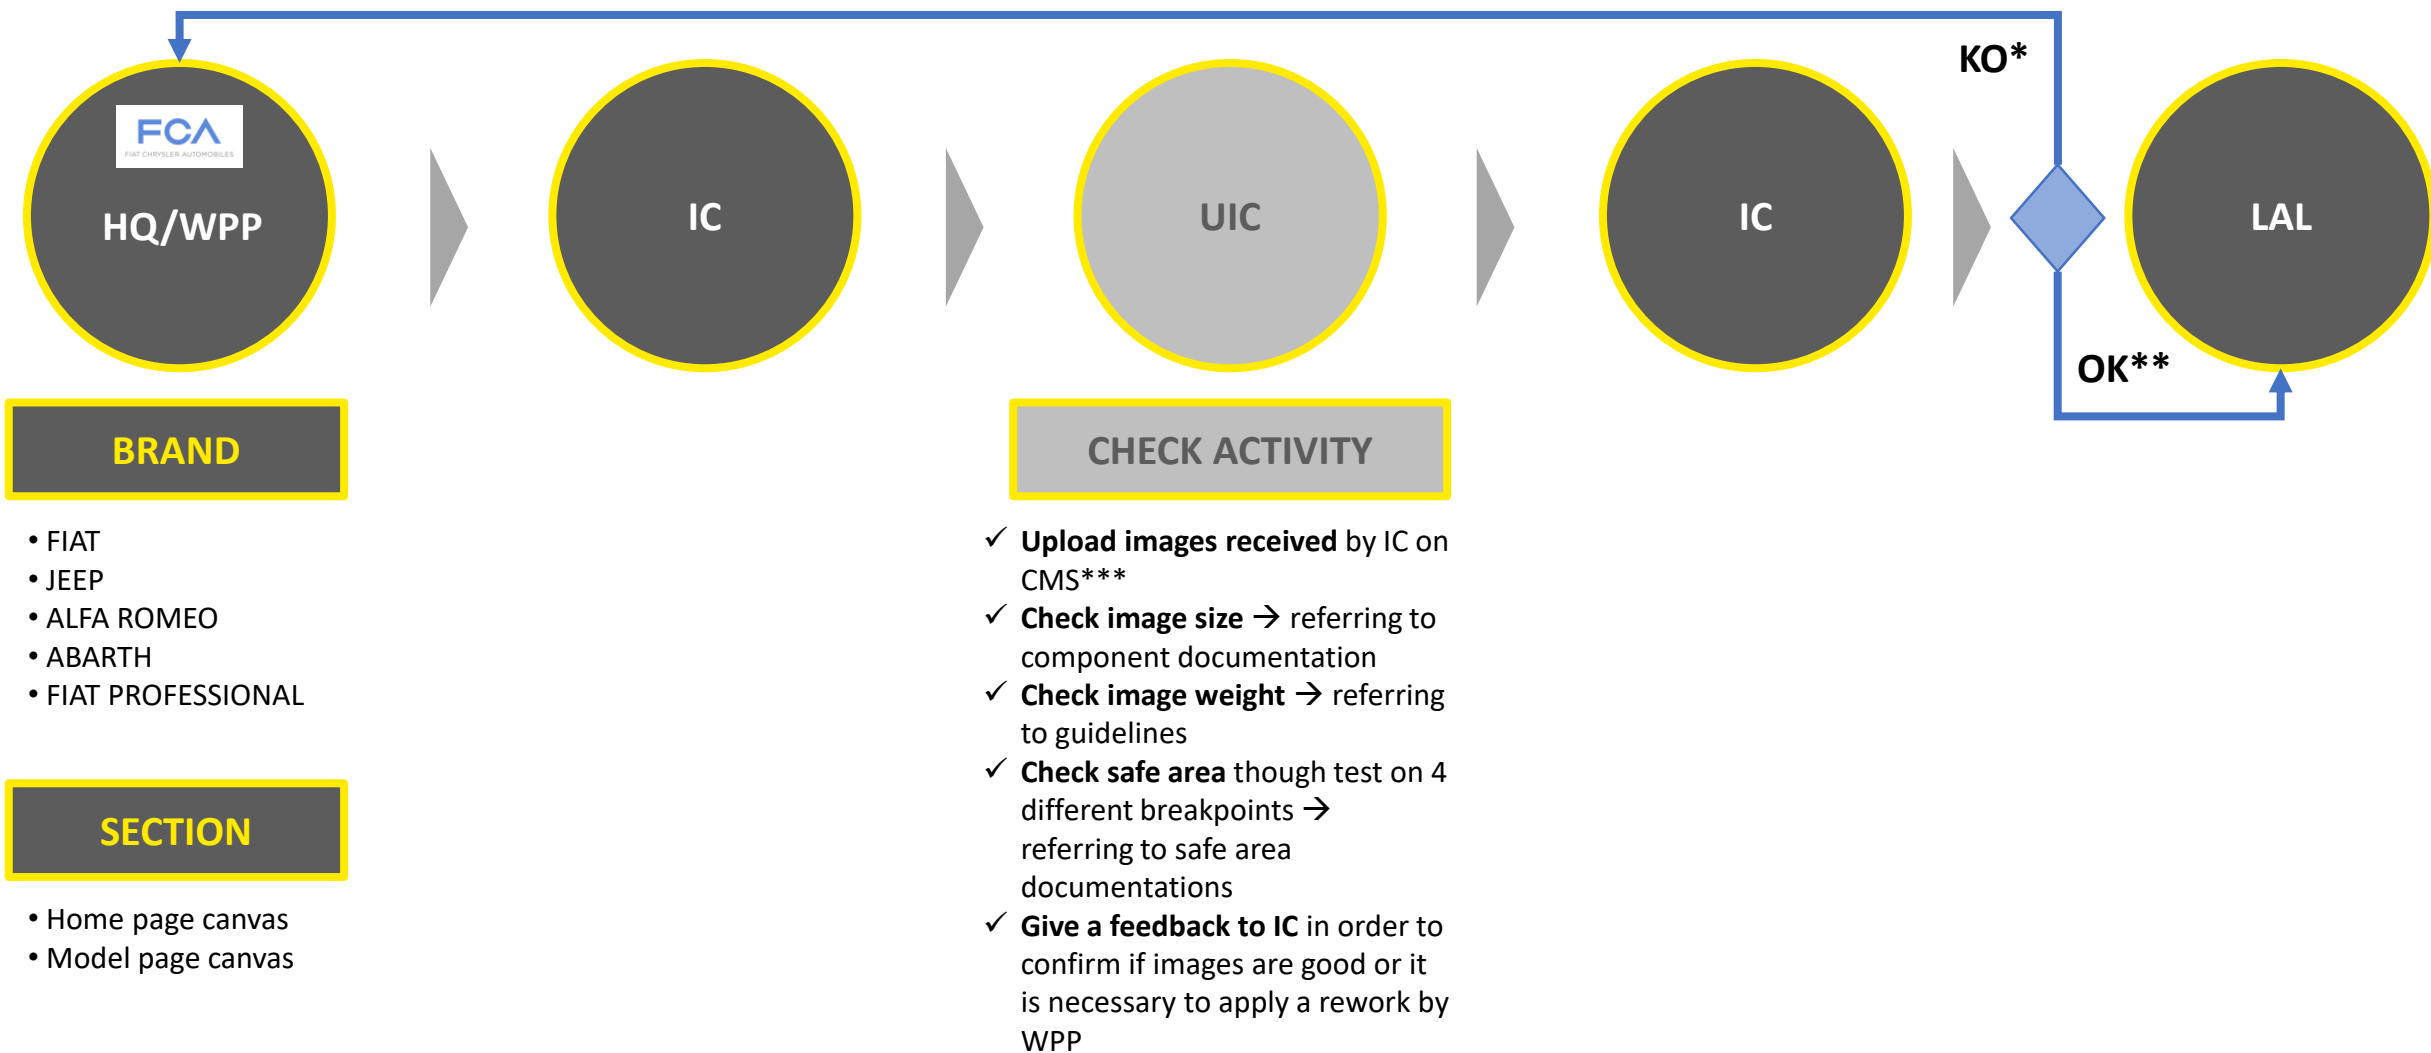 KO*
FCA
FIAT CHRYSLER AUTOMOBILES
HQ/WPP
IC
UIC
IC
LAL
OK**
BRAND
• FIAT
• JEEP
• ALFA ROMEO
• ABARTH
• FIAT PROFESSIONAL
SECTION
• Home page canvas
• Model page canvas
CHECK ACTIVITY
✓ Upload images received by IC on
CMS***
✓ Check image size → referring to
component documentation
✓ Check image weight → referring
to guidelines
✓ Check safe area though test on 4
different breakpoints →
referring to safe area
documentations
✓ Give a feedback to IC in order to
confirm if images are good or it
is necessary to apply a rework by
WPP